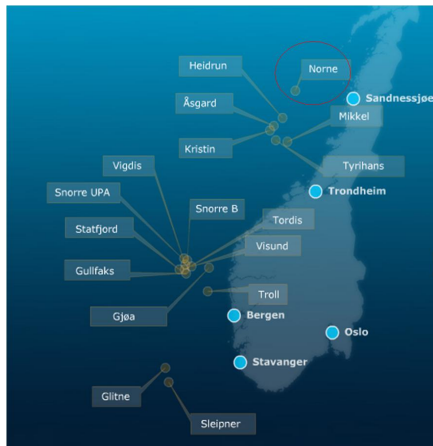 Heidrun
Norne
Åsgard
Sandnessjøe
Mikkel
Kristin
Tyrihans
Vigdis
Trondheim
Snorre UPA
Snorre B
Tordis
Statfjord
Visund
Gullfaks
Troll
Gjøa
Bergen
Oslo
Stavanger
Glitne
Sleipner